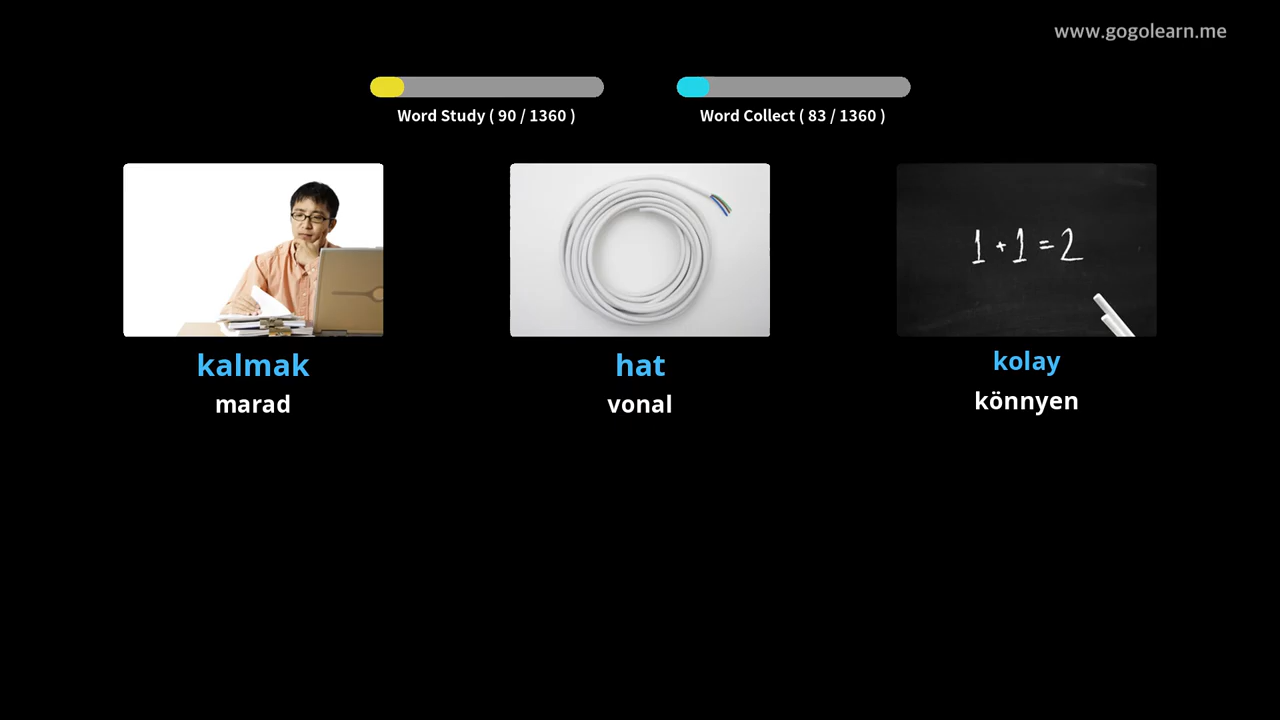 www.gogolearn.me
Word Study ( 90 / 1360 )
Word Collect ( 83 / 1360 )
1 + 1 = 2
kalmak
hat
kolay
marad
vonal
könnyen